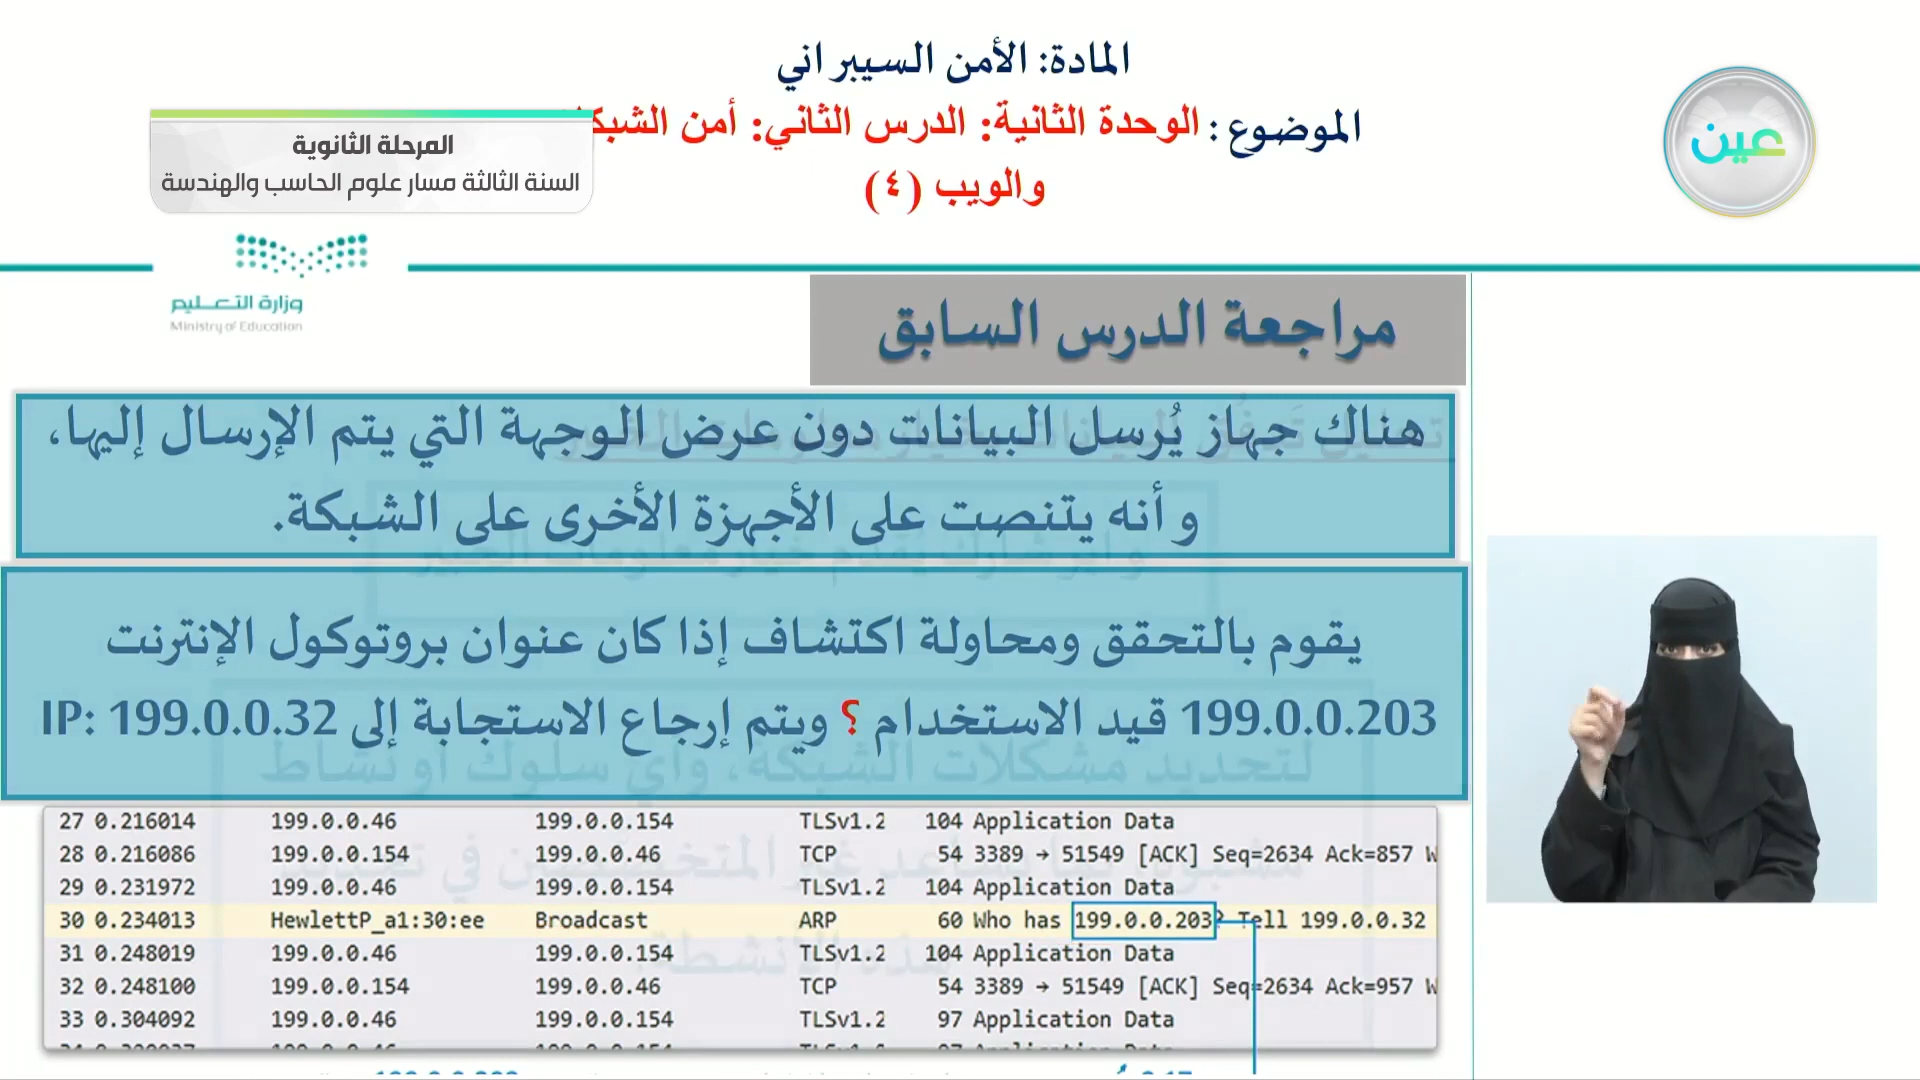 المادة: الأمن السيبراني
الموضوع: الوحدة الثانية: الدرس الثاني: أمن
والويب (٤)
المرحلة الثانوية
السنة الثالثة مسار علوم الحاسب والهندسة
عين
وزارة التعليم
Ministry of Education
مراجعة الدرس السابق
هناك جهاز يُرسل البيانات دون عرض الوجهة التي يتم الإرسال إليها،
وأنه يتنصت على الأجهزة الأخرى على الشبكة.
يقوم بالتحقق ومحاولة اكتشاف إذا كان عنوان بروتوكول الإنترنت
199.0.0.203 قيد الاستخدام ؟ ويتم إرجاع الاستجابة إلى IP: 199.0.0.32
27 0.216014 199.0.0.46 199.0.0.154 TLSv1.2 104 Application Data
28 0.216086 199.0.0.154 199.0.0.46 TCP 54 3389 → 51549 [ACK] Seq=2634 Ack=857 W
29 0.231972 199.0.0.46 199.0.0.154 TLSv1.2 104 Application Data
30 0.234013 HewlettP_a1:30:ee Broadcast ARP 60 Who has 199.0.0.203? Tell 199.0.0.32
31 0.248019 199.0.0.46 199.0.0.154 TLSv1.2 104 Application Data
32 0.248100 199.0.0.154 199.0.0.46 TCP 54 3389 → 51549 [ACK] Seq=2634 Ack=957 W
33 0.304092 199.0.0.46 199.0.0.154 TLSv1.2 97 Application Data